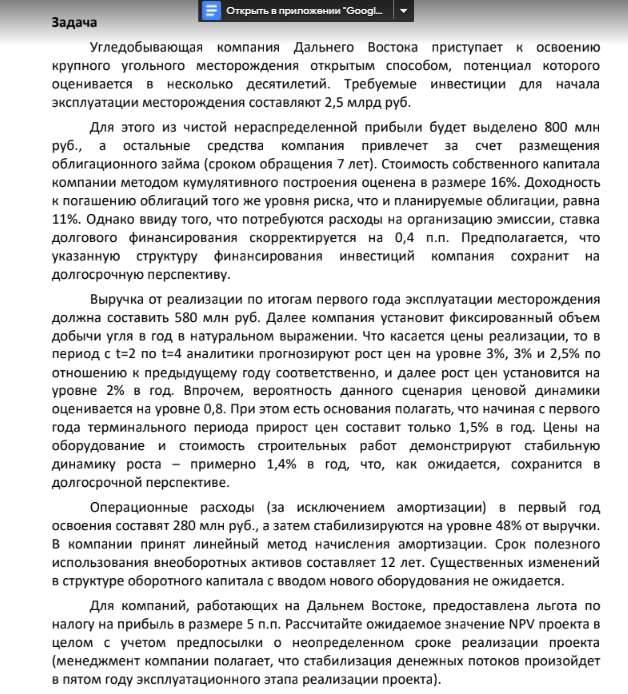 Открыть в приложении "Googl...
Задача
Угледобывающая компания Дальнего Востока приступает к освоению
крупного угольного месторождения открытым способом, потенциал которого
оценивается в несколько десятилетий. Требуемые инвестиции для начала
эксплуатации месторождения составляют 2,5 млрд руб.
Для этого из чистой нераспределенной прибыли будет выделено 800 млн
руб., а остальные средства компания привлечет за счет размещения
облигационного займа (сроком обращения 7 лет). Стоимость собственного капитала
компании методом кумулятивного построения оценена в размере 16%. Доходность
к погашению облигаций того же уровня риска, что и планируемые облигации, равна
11%. Однако ввиду того, что потребуются расходы на организацию эмиссии, ставка
долгового финансирования скорректируется на 0,4 п.п. Предполагается, что
указанную структуру финансирования инвестиций компания сохранит на
долгосрочную перспективу.
Выручка от реализации по итогам первого года эксплуатации месторождения
должна составить 580 млн руб. Далее компания установит фиксированный объем
добычи угля в год в натуральном выражении. Что касается цены реализации, то в
период с t=2 по t=4 аналитики прогнозируют рост цен на уровне 3%, 3% и 2,5% по
отношению к предыдущему году соответственно, и далее рост цен установится на
уровне 2% в год. Впрочем, вероятность данного сценария ценовой динамики
оценивается на уровне 0,8. При этом есть основания полагать, что начиная с первого
года терминального периода прирост цен составит только 1,5% в год. Цены на
оборудование и стоимость строительных работ демонстрируют стабильную
динамику роста – примерно 1,4% в год, что, как ожидается, сохранится в
долгосрочной перспективе.
Операционные расходы (за исключением амортизации) в первый год
освоения составят 280 млн руб., а затем стабилизируются на уровне 48% от выручки.
В компании принят линейный метод начисления амортизации. Срок полезного
использования внеоборотных активов составляет 12 лет. Существенных изменений
в структуре оборотного капитала с вводом нового оборудования не ожидается.
Для компаний, работающих на Дальнем Востоке, предоставлена льгота по
налогу на прибыль в размере 5 п.п. Рассчитайте ожидаемое значение NPV проекта в
целом с учетом предпосылки о неопределенном сроке реализации проекта
(менеджмент компании полагает, что стабилизация денежных потоков произойдет
в пятом году эксплуатационного этапа реализации проекта).